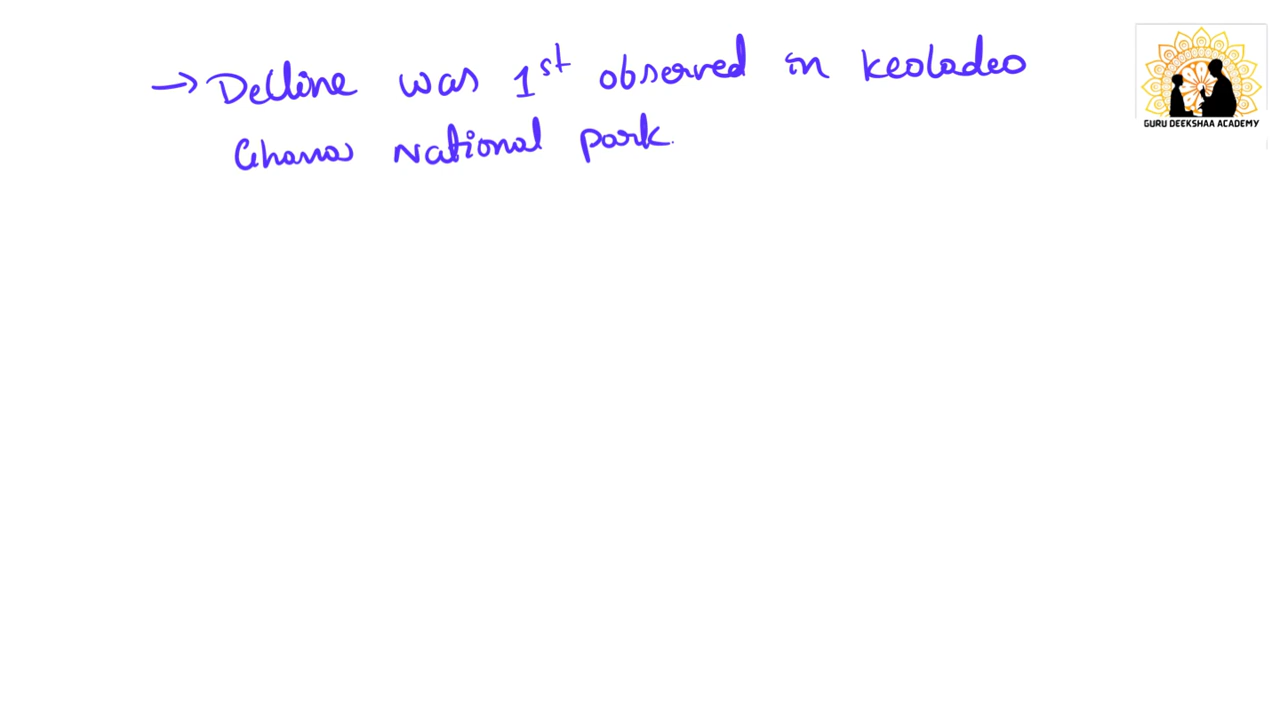 → Decline was 1st observed in Keoladeo
Ghana National park.
GURU DEEKSHAA ACADEMY